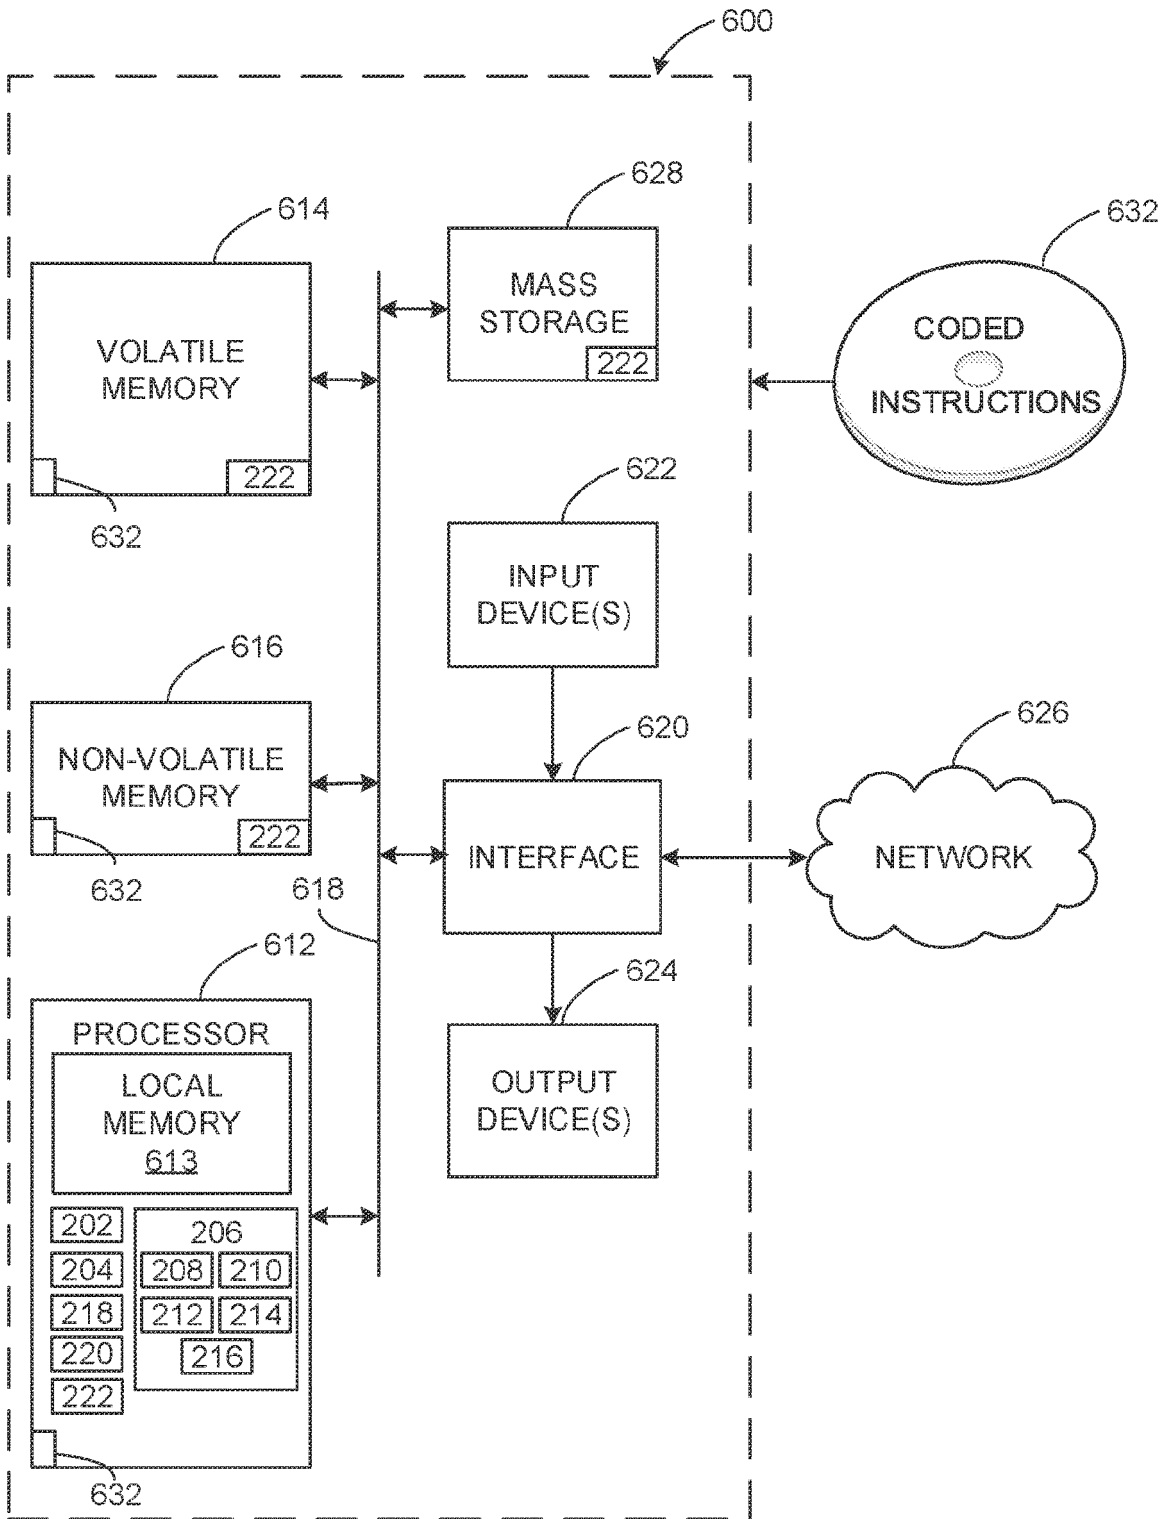 600
614
VOLATILE
MEMORY
222
632
628
MASS
STORAGE
222
632
CODED
INSTRUCTIONS
622
INPUT
DEVICE(S)
616
NON-VOLATILE
MEMORY
222
632
620
INTERFACE
626
NETWORK
618
612
PROCESSOR
LOCAL
MEMORY
613
202
204
218
220
222
206
208 210
212 214
216
632
624
OUTPUT
DEVICE(S)